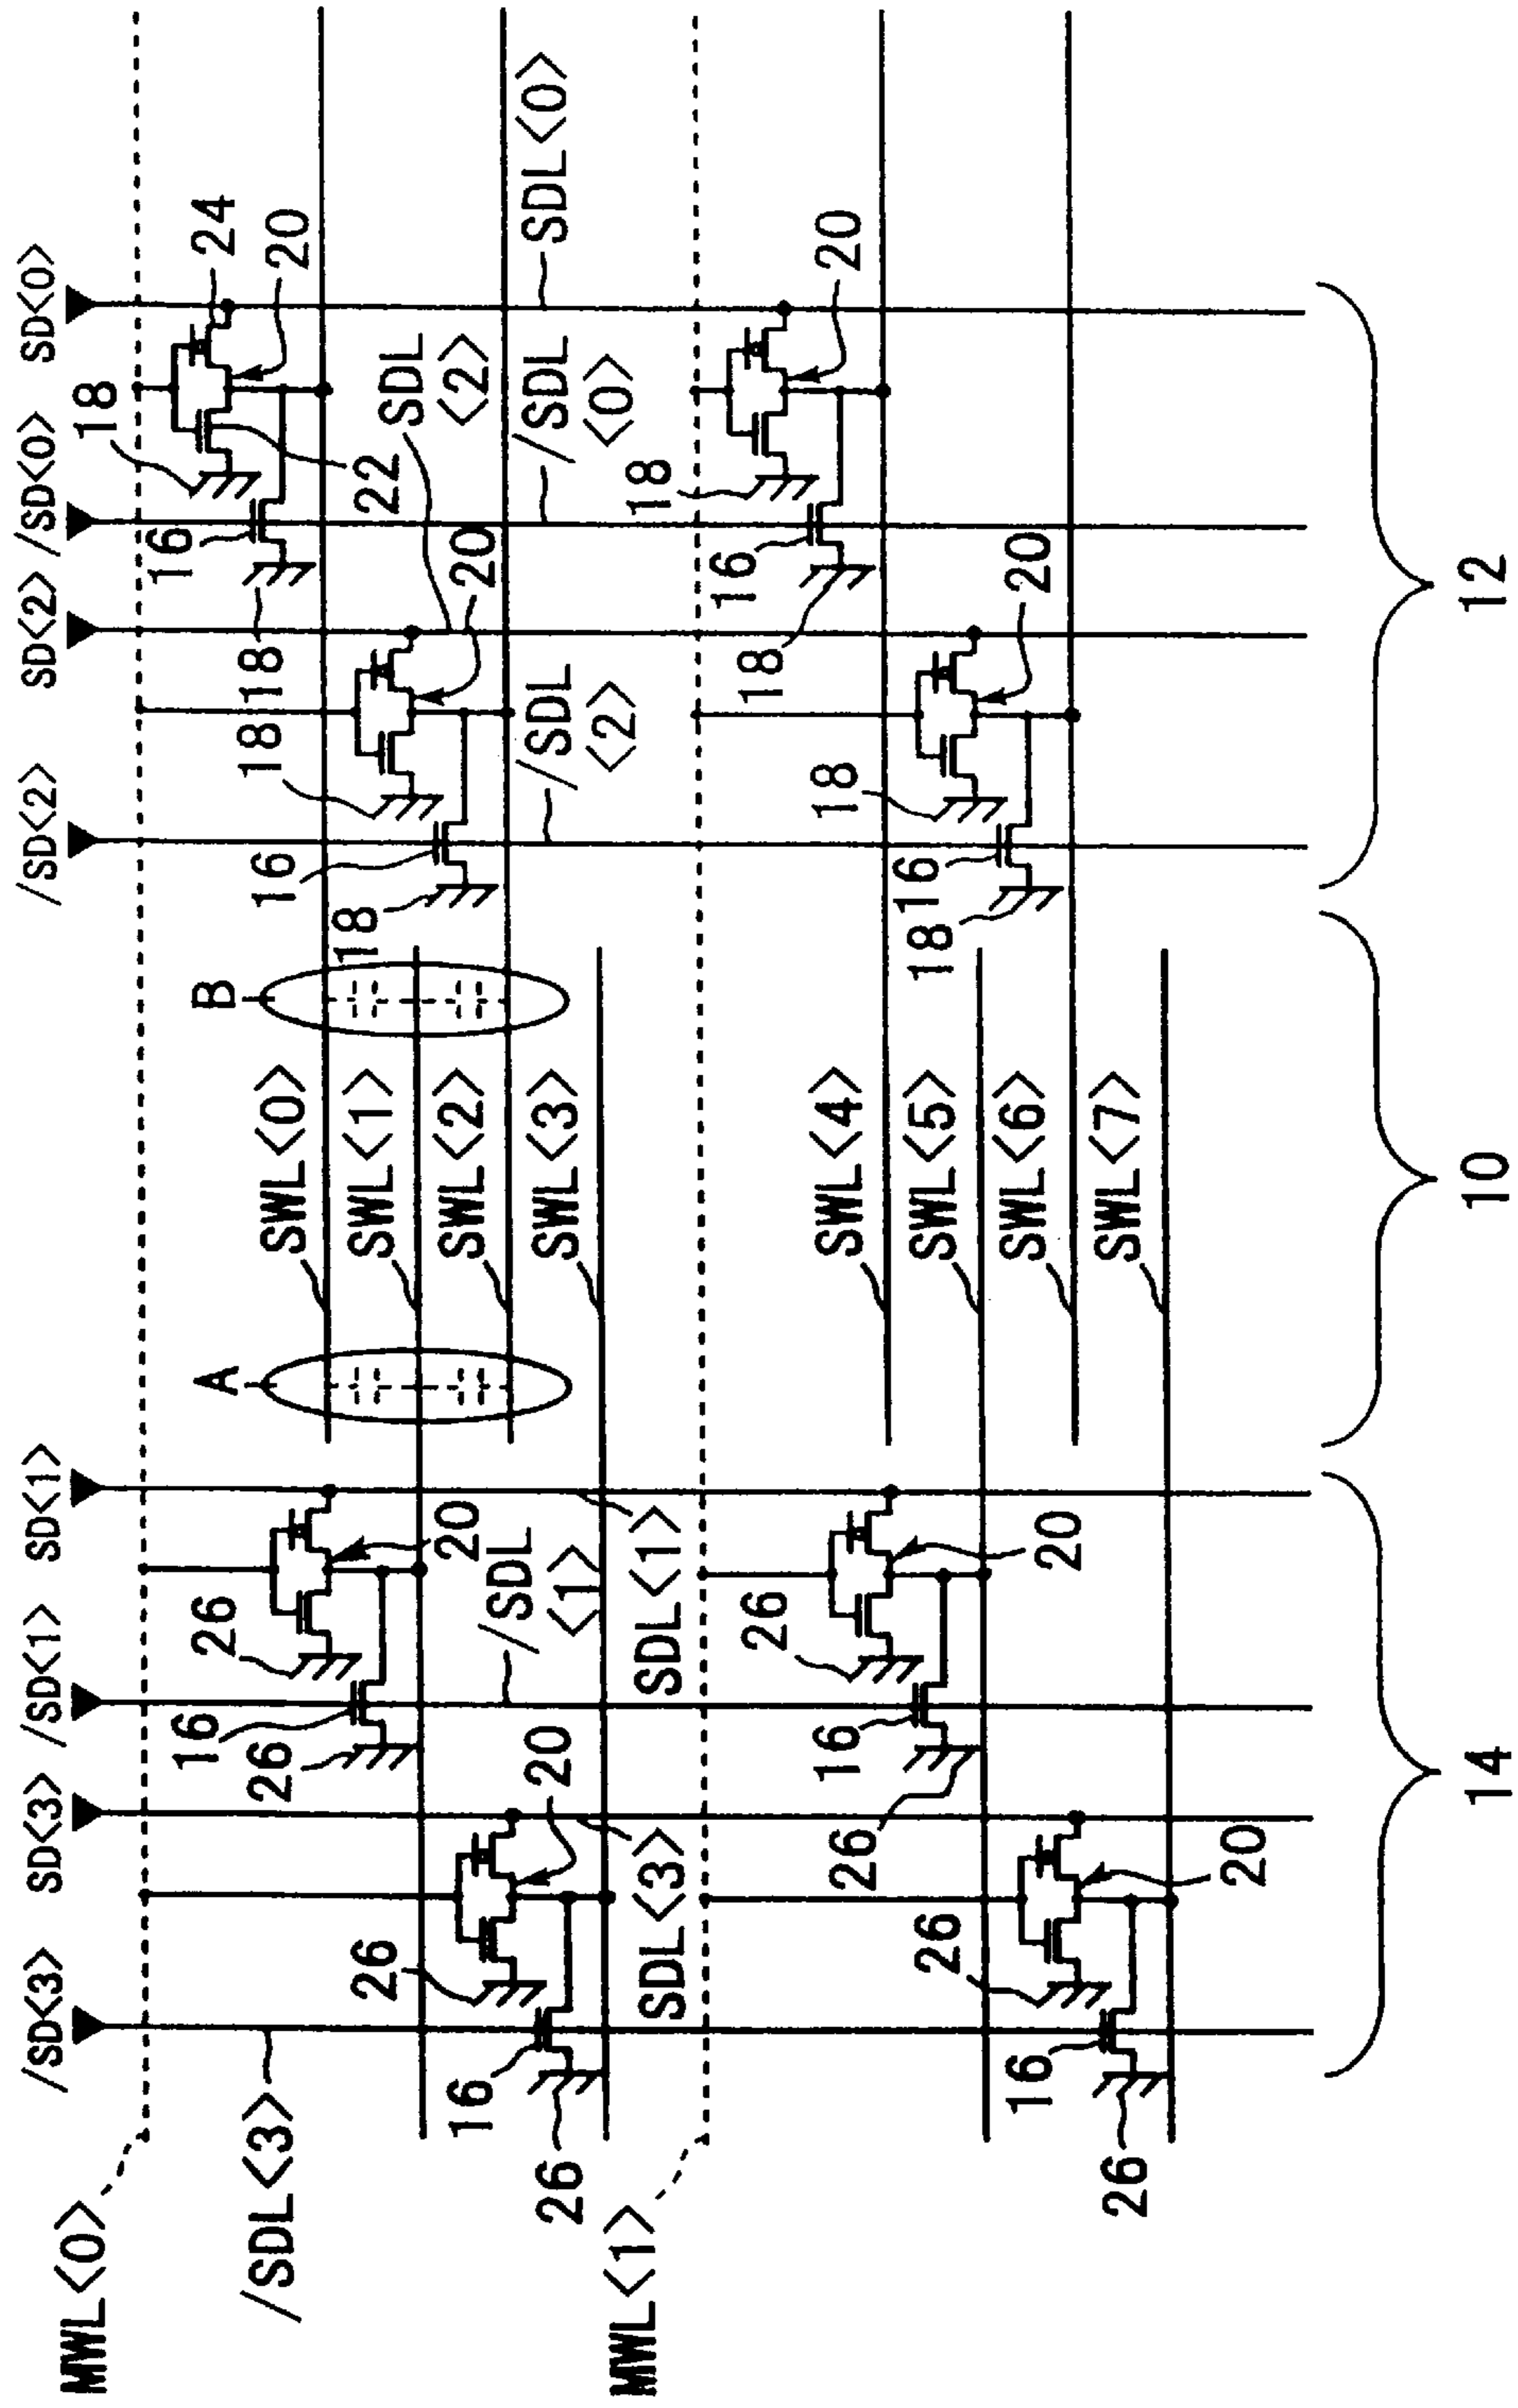 /SD<3>
SD<3>
/SD<1>
SD<1>
/SD<2>
SD<2>
/SD<0>
SD<0>
MWL<0>
/SDL<3>
26
16
26
20
SDL<3>
26
16
26
20
/SDL
<1>
SDL<1>
A
SWL<0>
SWL<1>
SWL<2>
SWL<3>
B
18
16
18
20
/SDL
<2>
SDL
<2>
18
16
18
22
24
20
/SDL
<0>
SDL<0>
MWL<1>
26
16
26
20
26
16
26
20
SWL<4>
SWL<5>
SWL<6>
SWL<7>
18
16
18
20
18
16
18
20
14
10
12